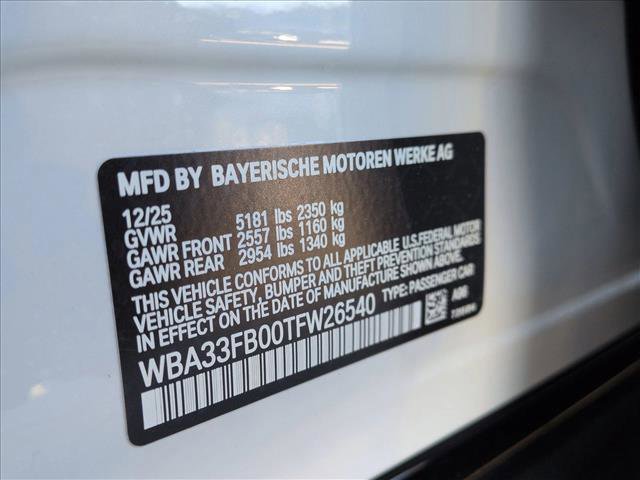 MFD BY BAYERISCHE MOTOREN WERKE AG
12/25
GVWR 5181 lbs 2350 kg
GAWR FRONT 2557 lbs 1160 kg
GAWR REAR 2954 lbs 1340 kg
THIS VEHICLE CONFORMS TO ALL APPLICABLE U.S.FEDERAL MOTOR
VEHICLE SAFETY, BUMPER AND THEFT PREVENTION STANDARDS
IN EFFECT ON THE DATE OF MANUFACTURE SHOWN ABOVE.
WBA33FB00TFW26540 TYPE: PASSENGER CAR